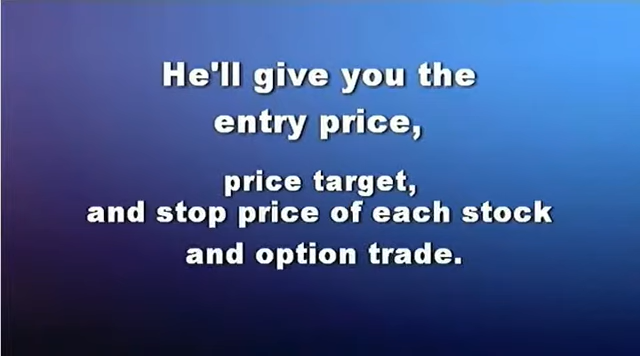 He'll give you the
entry price,
price target,
and stop price of each stock
and option trade.